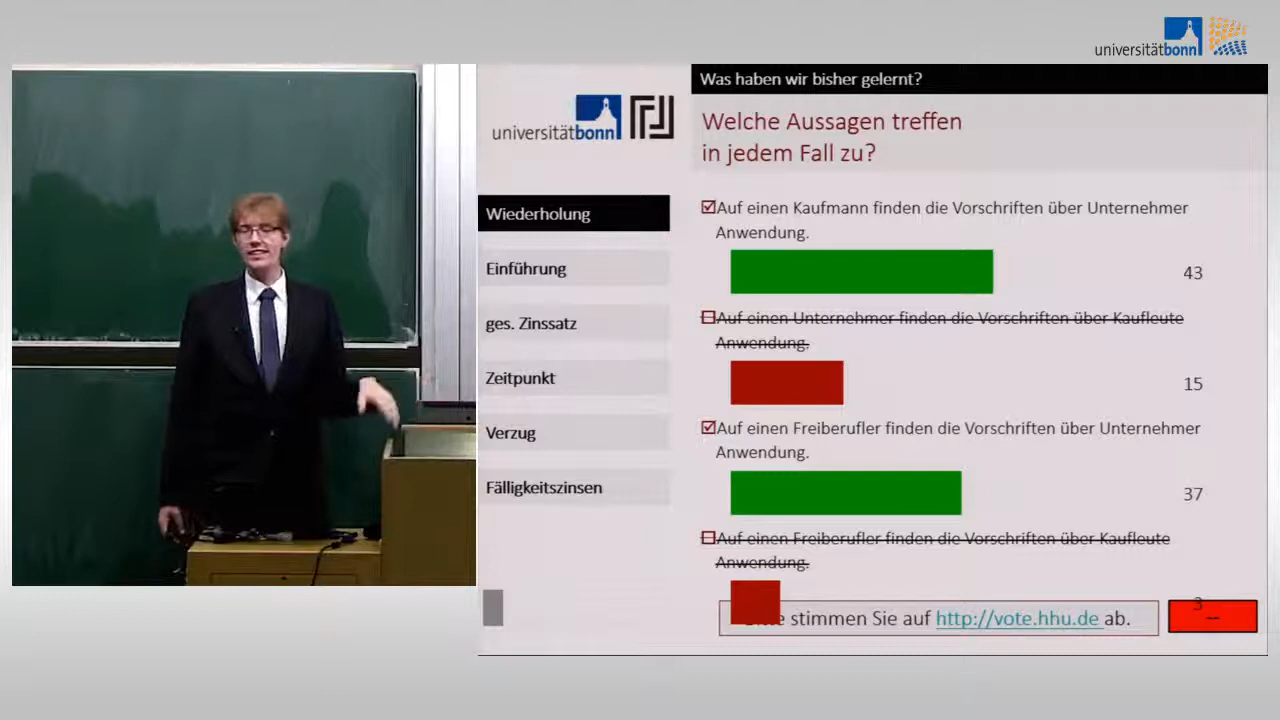 universitätbonn
Was haben wir bisher gelernt?
universitätbonn
Welche Aussagen treffen
in jedem Fall zu?
Wiederholung
Einführung
ges. Zinssatz
Zeitpunkt
Verzug
Fälligkeitszinsen
Auf einen Kaufmann finden die Vorschriften über Unternehmer
Anwendung.
43
Auf einen Unternehmer finden die Vorschriften über Kaufleute
Anwendung.
15
Auf einen Freiberufler finden die Vorschriften über Unternehmer
Anwendung.
37
Auf einen Freiberufler finden die Vorschriften über Kaufleute
Anwendung.
3
stimmen Sie auf http://vote.hhu.de ab.
--